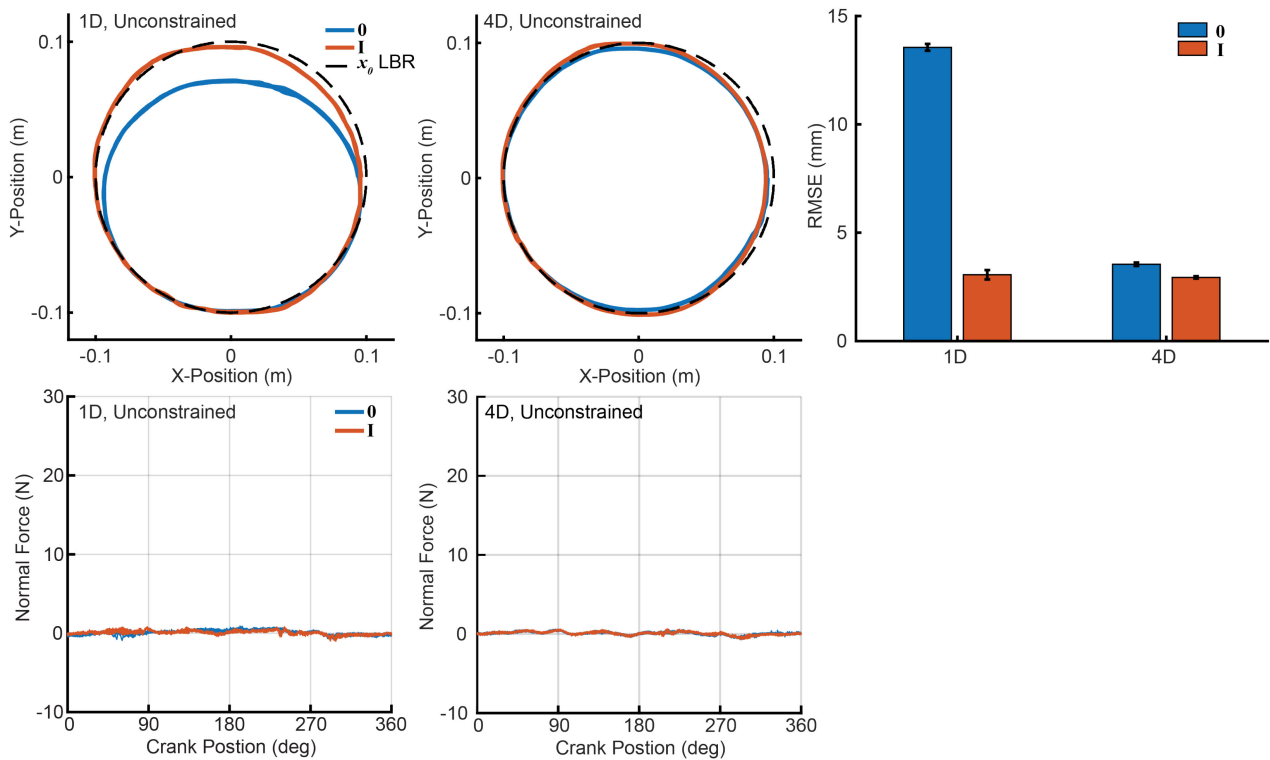 1D, Unconstrained
0
I
x0 LBR
0.1
0
-0.1
Y-Position (m)
-0.1
0
0.1
X-Position (m)
4D, Unconstrained
0.1
0
-0.1
Y-Position (m)
-0.1
0
0.1
X-Position (m)
0
I
15
10
5
0
RMSE (mm)
1D
4D
1D, Unconstrained
0
I
30
20
10
0
-10
Normal Force (N)
0
90
180
270
360
Crank Postion (deg)
4D, Unconstrained
30
20
10
0
-10
Normal Force (N)
0
90
180
270
360
Crank Postion (deg)